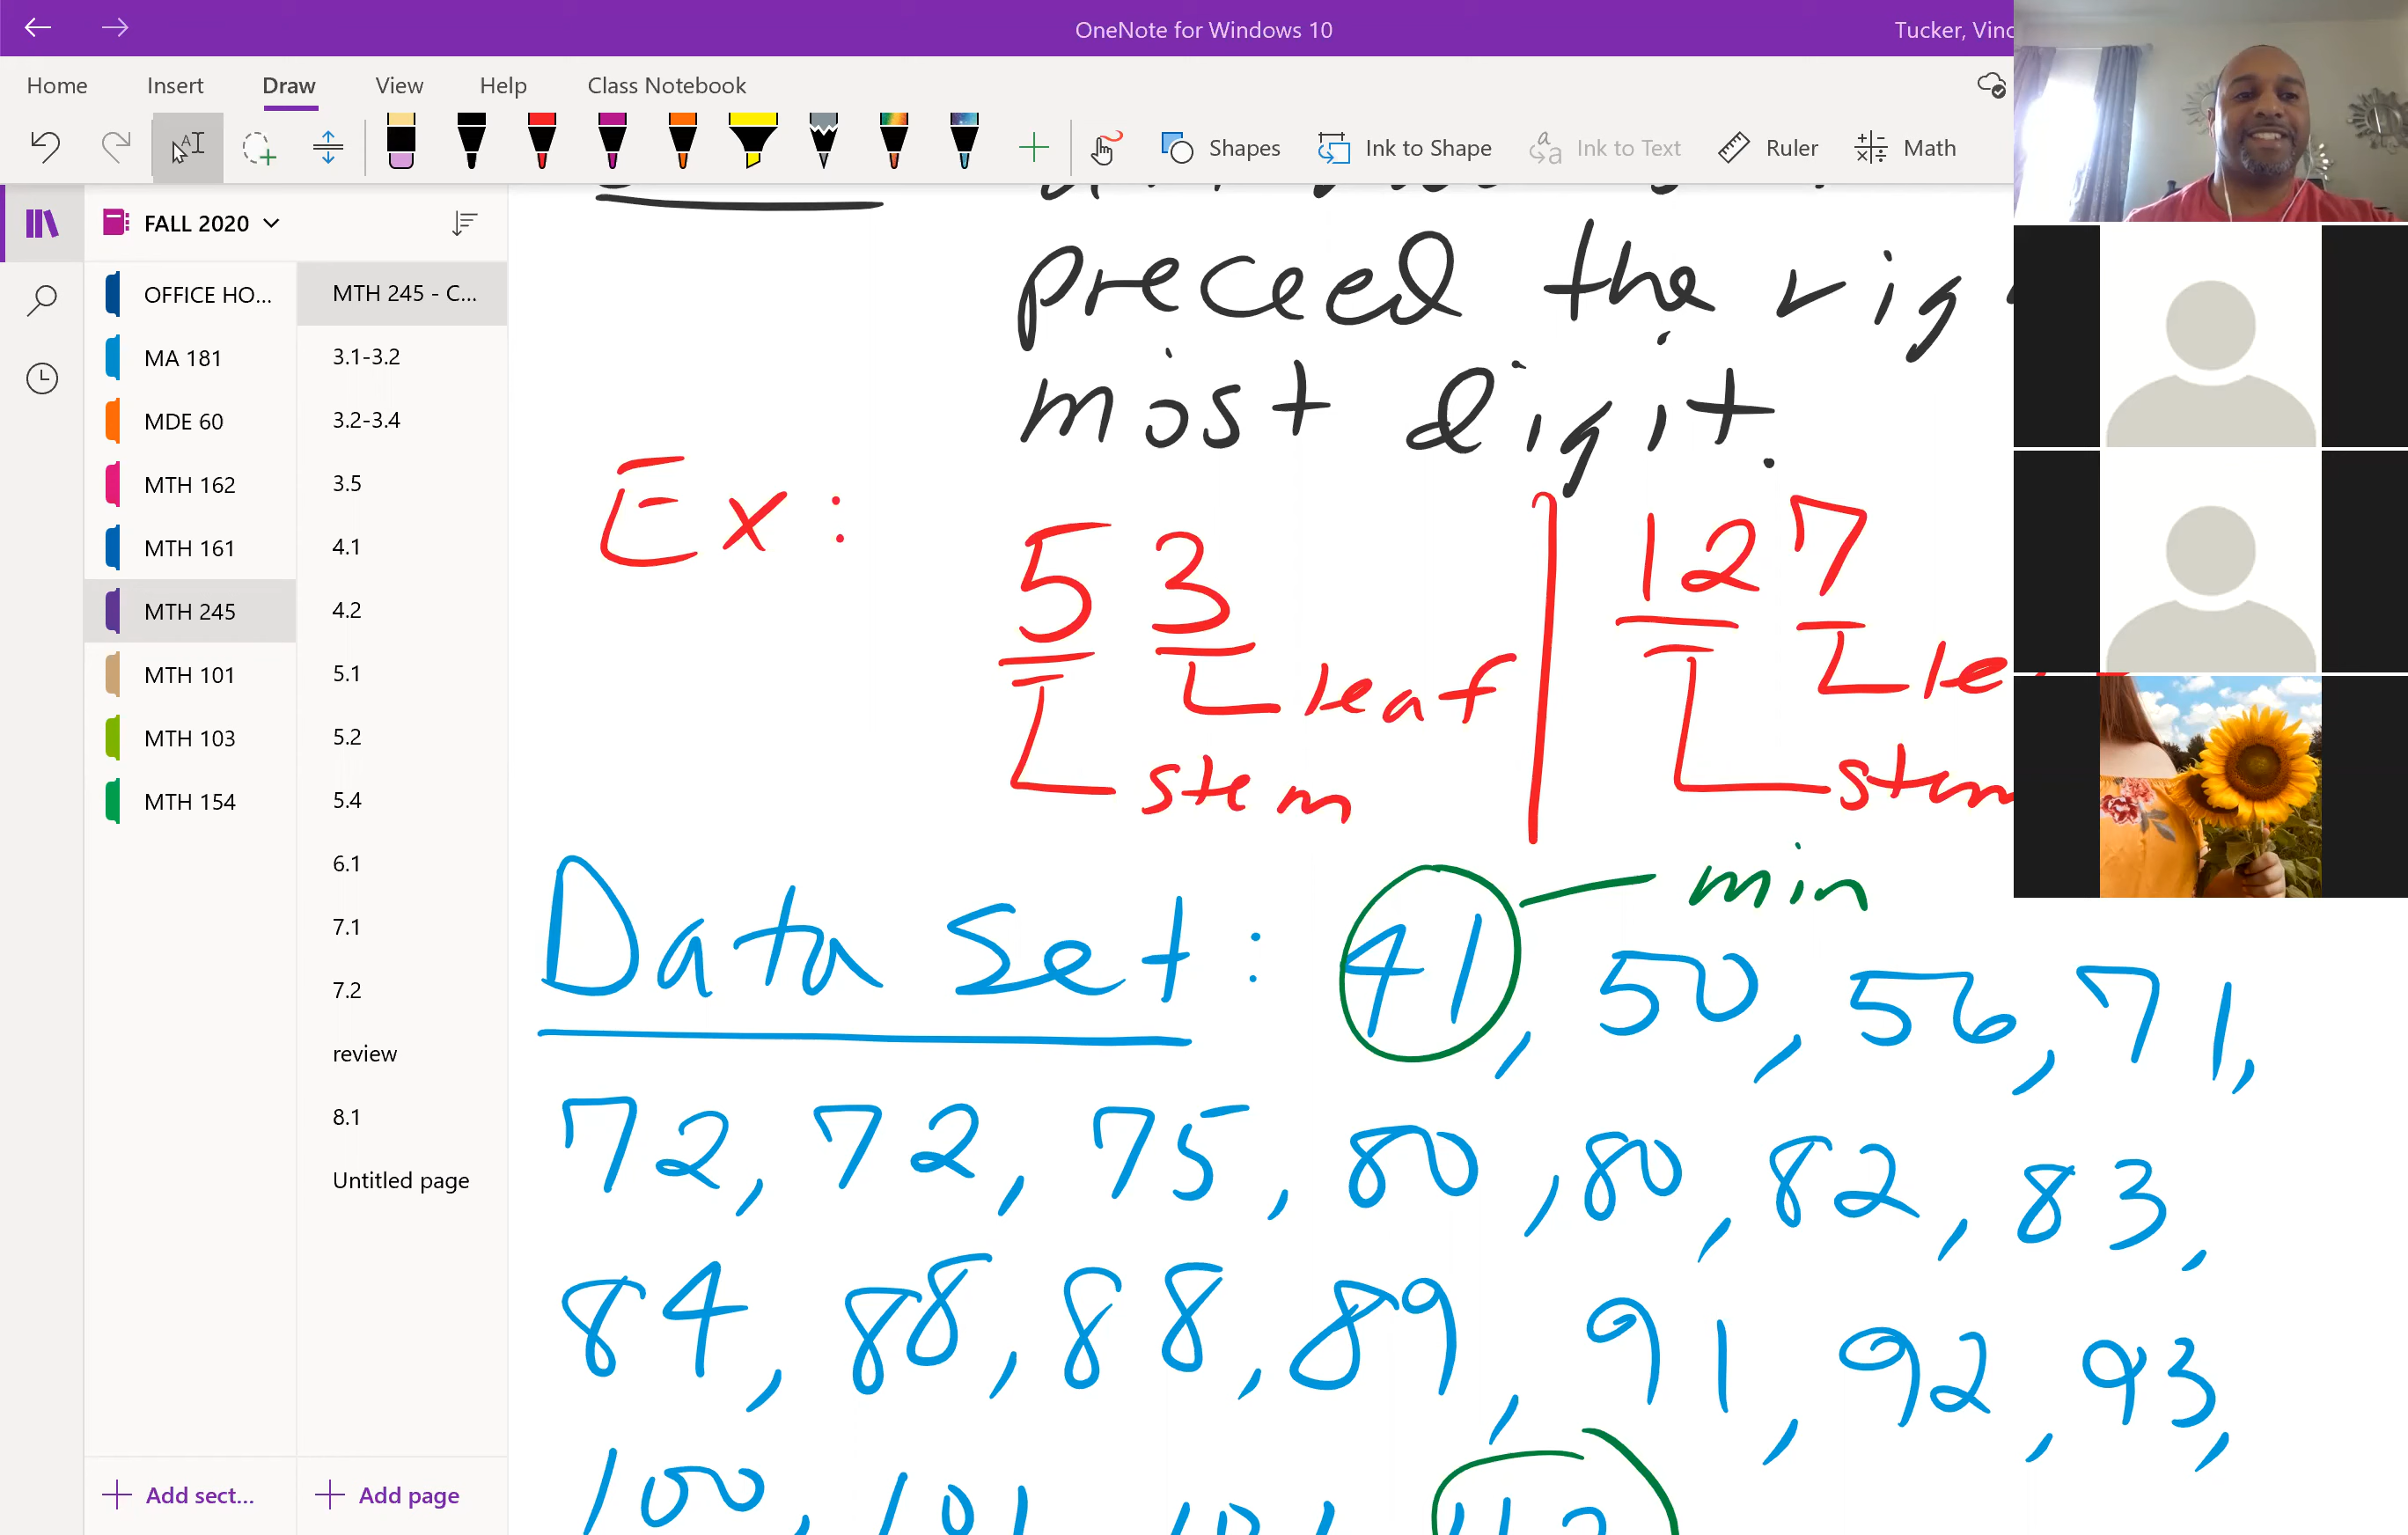 OneNote for Windows 10
Tucker, Vinc
Home Insert Draw View Help Class Notebook
Shapes Ink to Shape Ink to Text Ruler Math
FALL 2020
OFFICE HO...
MA 181
MDE 60
MTH 162
MTH 161
MTH 245
MTH 101
MTH 103
MTH 154
Add sect...
MTH 245 - C...
3.1-3.2
3.2-3.4
3.5
4.1
4.2
5.1
5.2
5.4
6.1
7.1
7.2
review
8.1
Untitled page
Add page
preceed the rig
most digit.
Ex: 53 | 127
leaf le
stem stem
min
Data Set: 41, 50, 56, 71,
72, 72, 75, 80, 80, 82, 83,
84, 88, 88, 89, 91, 92, 93,
100, 101, 101